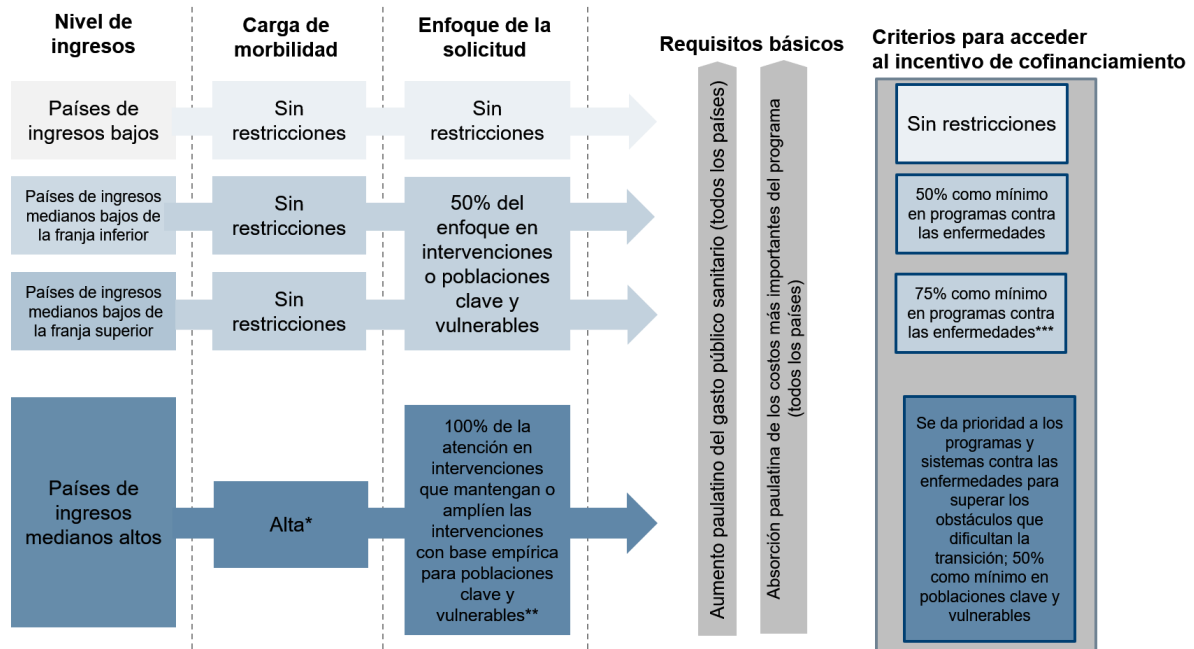 Nivel de
ingresos
Carga de
morbilidad
Enfoque de la
solicitud
Requisitos básicos
Criterios para acceder
al incentivo de cofinanciamiento
Países de
ingresos bajos
Sin
restricciones
Sin
restricciones
Sin restricciones
Países de ingresos
medianos bajos de
la franja inferior
Sin
restricciones
50% del
enfoque en
intervenciones
o poblaciones
clave y
vulnerables
50% como mínimo
en programas contra
las enfermedades
Países de ingresos
medianos bajos de
la franja superior
Sin
restricciones
75% como mínimo
en programas contra
las enfermedades***
Países de
ingresos
medianos altos
Alta*
100% de la
atención en
intervenciones
que mantengan o
amplíen las
intervenciones
con base empírica
para poblaciones
clave y
vulnerables**
Aumento paulatino del gasto público sanitario (todos los países)
Absorción paulatina de los costos más importantes del programa
(todos los países)
Se da prioridad a los
programas y
sistemas contra las
enfermedades para
superar los
obstáculos que
dificultan la
transición; 50%
como mínimo en
poblaciones clave y
vulnerables